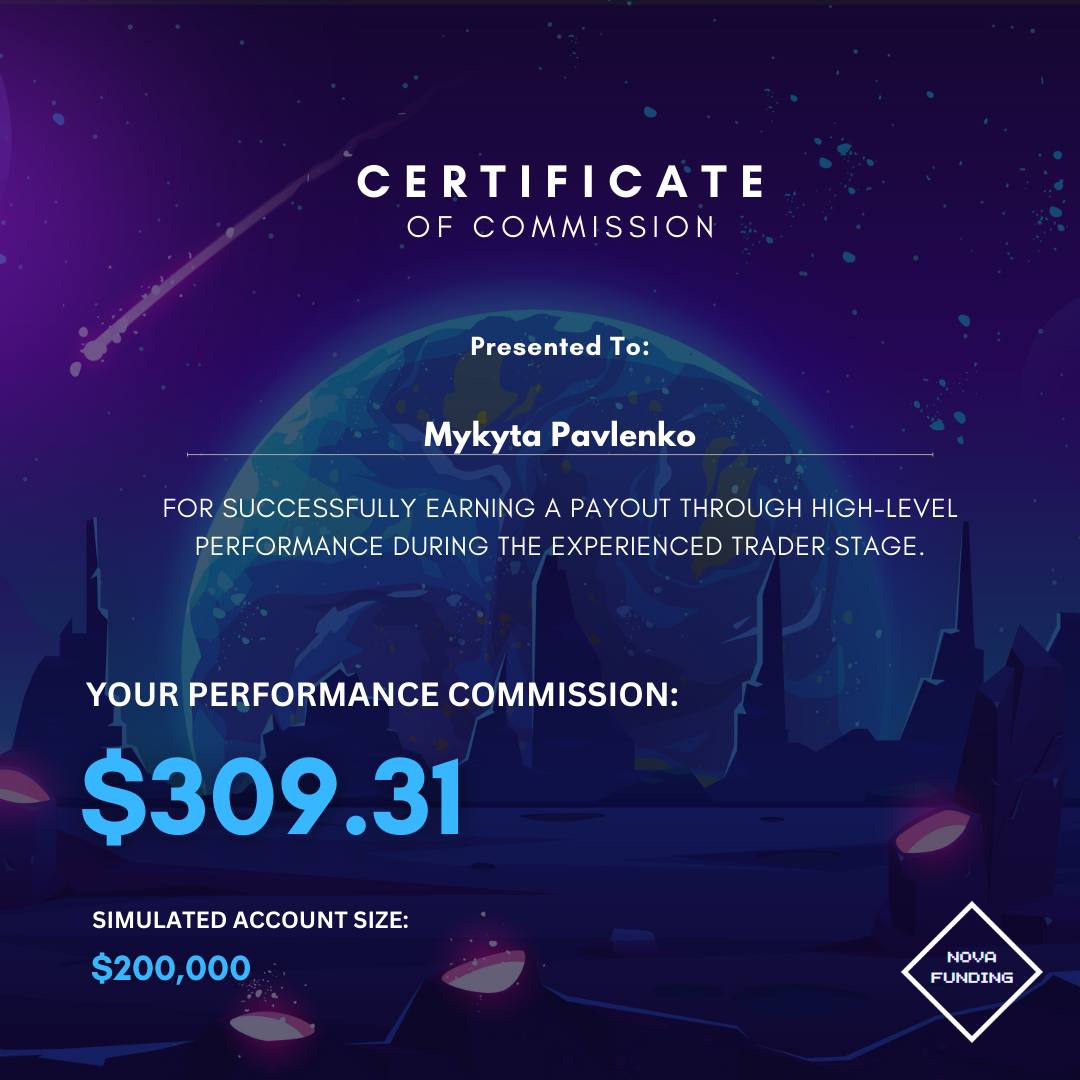 CERTIFICATE
OF COMMISSION
Presented To:
Mykyta Pavlenko
FOR SUCCESSFULLY EARNING A PAYOUT THROUGH HIGH-LEVEL
PERFORMANCE DURING THE EXPERIENCED TRADER STAGE.
YOUR PERFORMANCE COMMISSION:
$309.31
SIMULATED ACCOUNT SIZE:
$200,000
NOVA
FUNDING